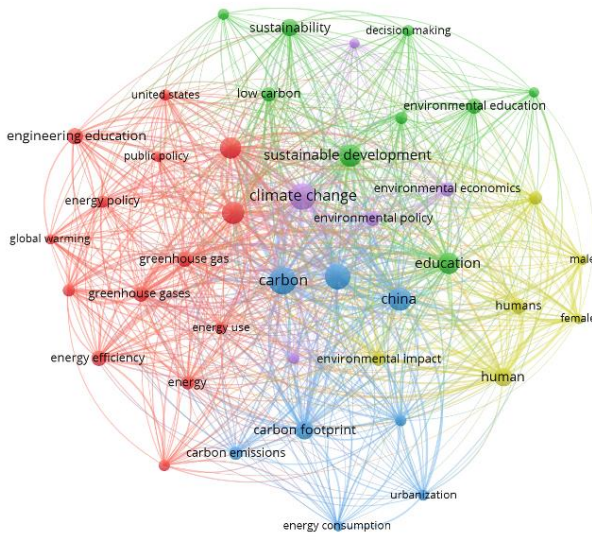 sustainability
decision making
united states
low carbon
environmental education
engineering education
public policy
sustainable development
climate change
environmental economics
energy policy
environmental policy
global warming
greenhouse gas
education
male
carbon
greenhouse gases
china
humans
female
energy use
energy efficiency
environmental impact
energy
human
carbon footprint
carbon emissions
urbanization
energy consumption